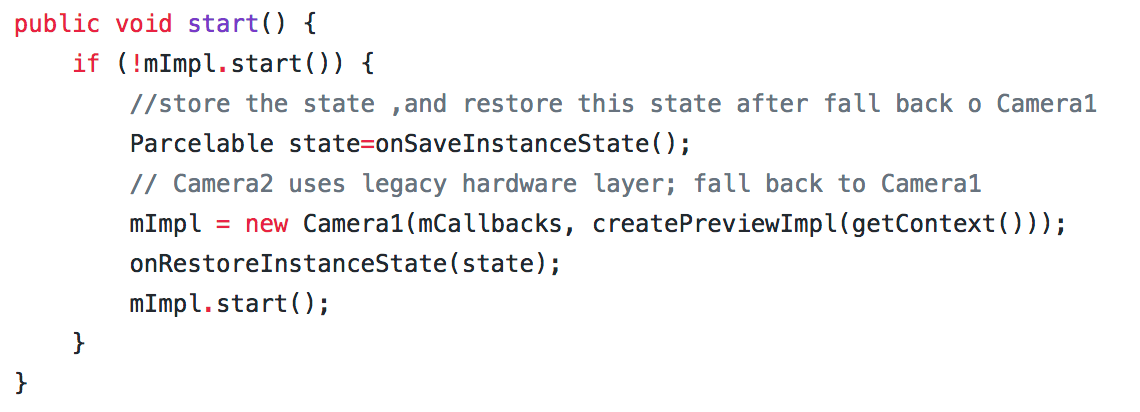 public void start() {
    if (!mImpl.start()) {
        //store the state ,and restore this state after fall back o Camera1
        Parcelable state=onSaveInstanceState();
        // Camera2 uses legacy hardware layer; fall back to Camera1
        mImpl = new Camera1(mCallbacks, createPreviewImpl(getContext()));
        onRestoreInstanceState(state);
        mImpl.start();
    }
}